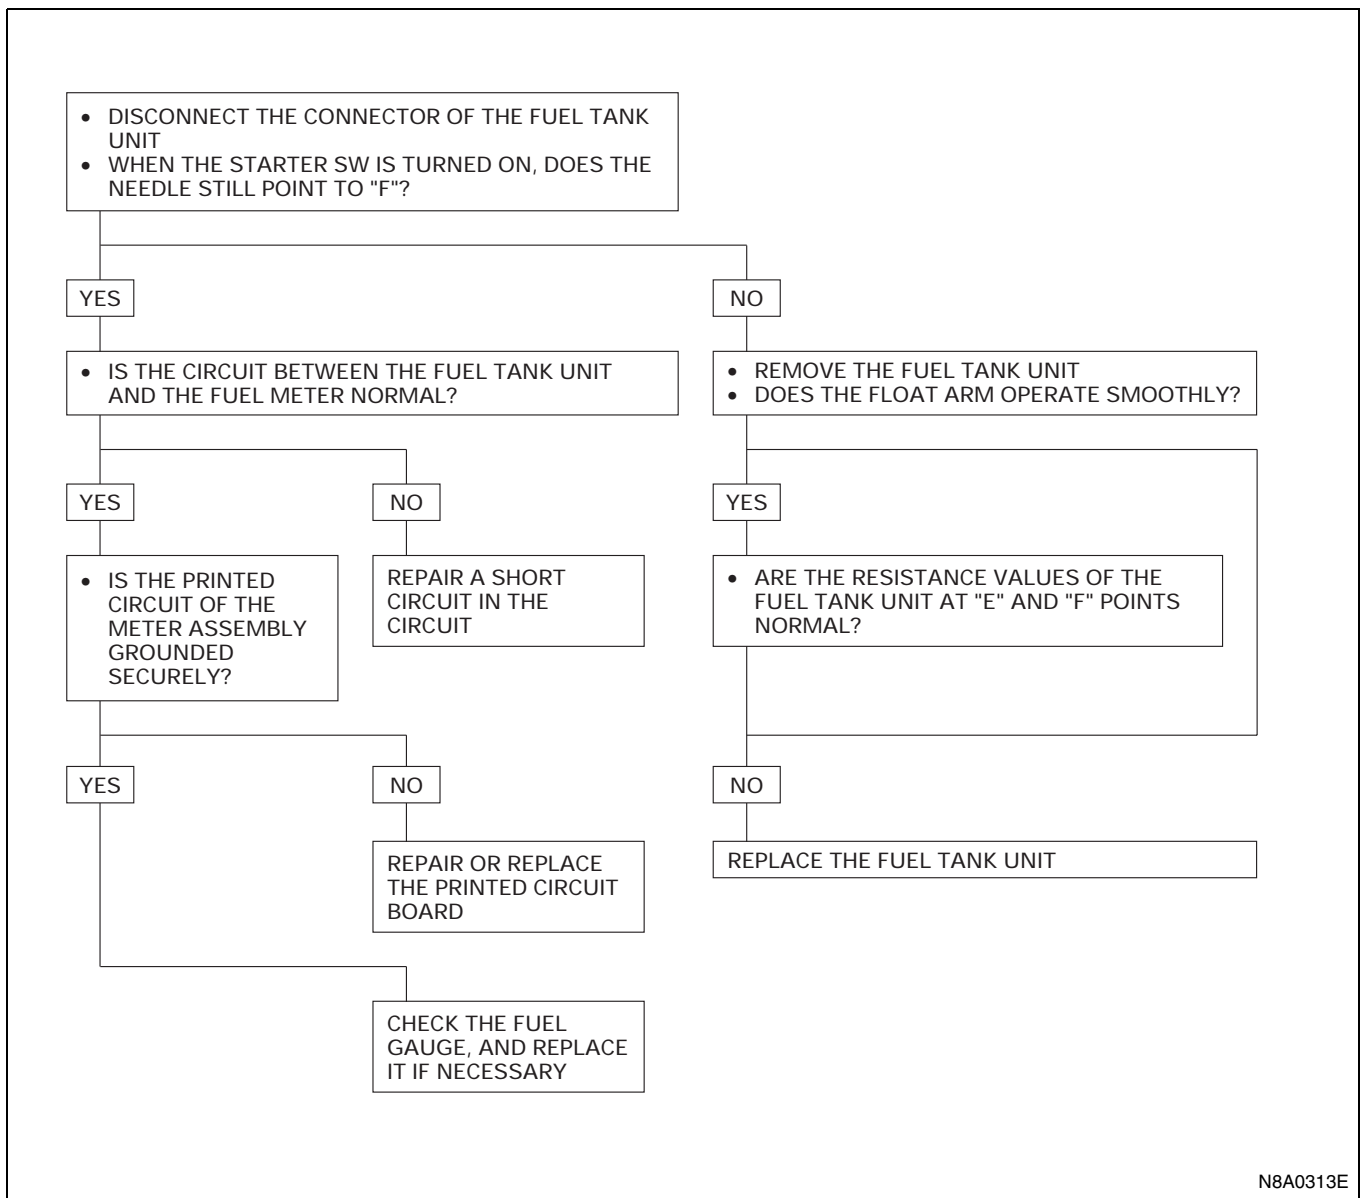 • DISCONNECT THE CONNECTOR OF THE FUEL TANK
UNIT
• WHEN THE STARTER SW IS TURNED ON, DOES THE
NEEDLE STILL POINT TO "F"?
YES
NO
• IS THE CIRCUIT BETWEEN THE FUEL TANK UNIT
AND THE FUEL METER NORMAL?
• REMOVE THE FUEL TANK UNIT
• DOES THE FLOAT ARM OPERATE SMOOTHLY?
YES
NO
YES
• IS THE PRINTED
CIRCUIT OF THE
METER ASSEMBLY
GROUNDED
SECURELY?
REPAIR A SHORT
CIRCUIT IN THE
CIRCUIT
• ARE THE RESISTANCE VALUES OF THE
FUEL TANK UNIT AT "E" AND "F" POINTS
NORMAL?
YES
NO
NO
REPAIR OR REPLACE
THE PRINTED CIRCUIT
BOARD
REPLACE THE FUEL TANK UNIT
CHECK THE FUEL
GAUGE, AND REPLACE
IT IF NECESSARY
N8A0313E